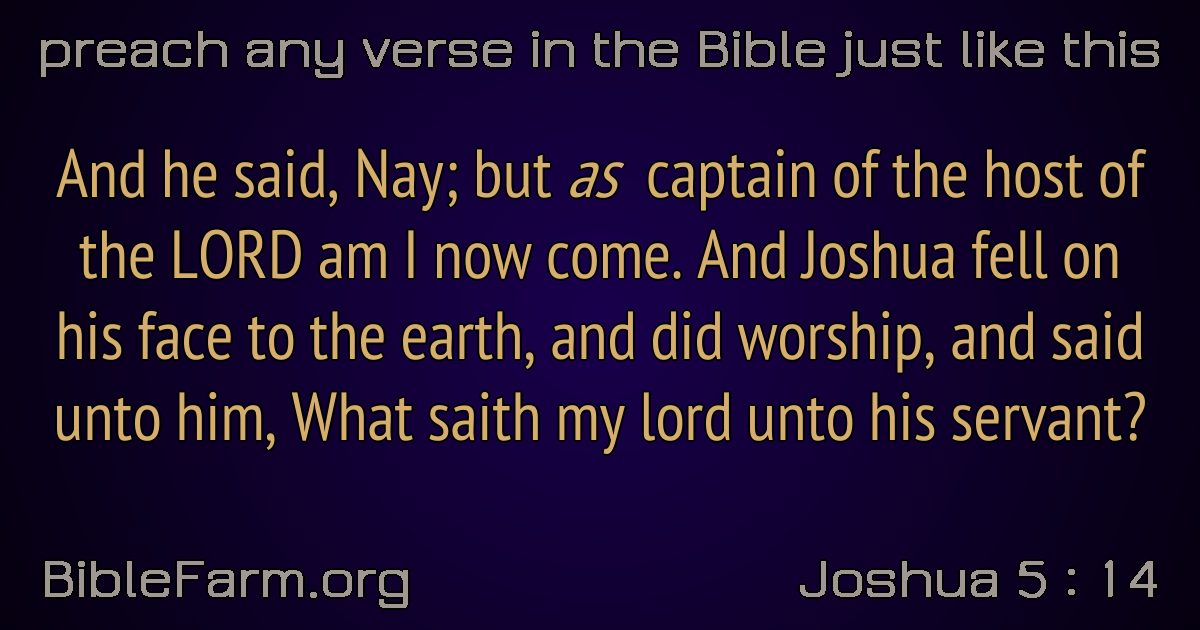 preach any verse in the Bible just like this
And he said, Nay; but as captain of the host of
the LORD am I now come. And Joshua fell on
his face to the earth, and did worship, and said
unto him, What saith my lord unto his servant?
BibleFarm.org
Joshua 5 : 14